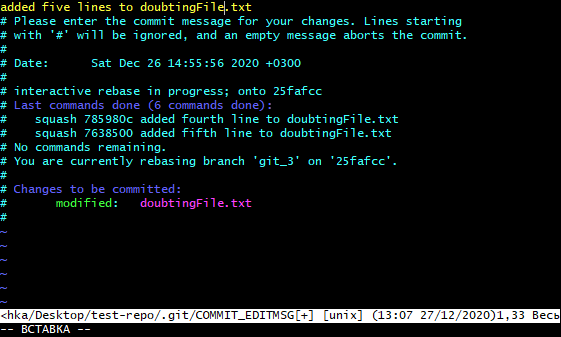 added five lines to doubtingFile.txt
# Please enter the commit message for your changes. Lines starting
# with '#' will be ignored, and an empty message aborts the commit.
#
# Date:      Sat Dec 26 14:55:56 2020 +0300
#
# interactive rebase in progress; onto 25fafcc
# Last commands done (6 commands done):
#    squash 785980c added fourth line to doubtingFile.txt
#    squash 7638500 added fifth line to doubtingFile.txt
# No commands remaining.
# You are currently rebasing branch 'git_3' on '25fafcc'.
#
# Changes to be committed:
#       modified:   doubtingFile.txt
#
~
~
~
~
~
~
<hka/Desktop/test-repo/.git/COMMIT_EDITMSG[+] [unix] (13:07 27/12/2020)1,33 Весь
-- ВСТАВКА --